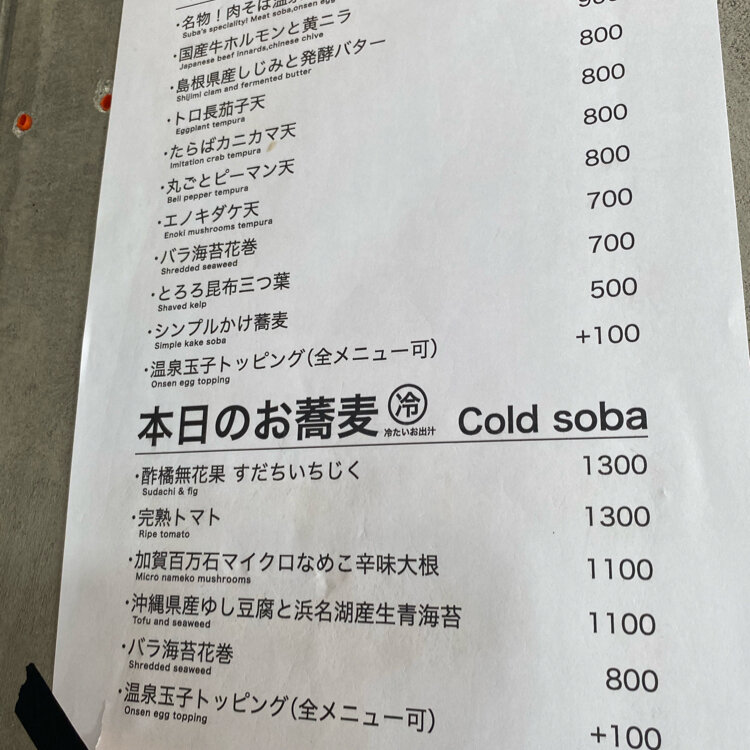 ・名物！肉そば温
Suba's speciality! Meat soba,onsen egg
・国産牛ホルモンと黄ニラ 800
Japanese beef innards,chinese chive
・島根県産しじみと発酵バター 800
Shijimi clam and fermented butter
・トロ長茄子天 800
Eggplant tempura
・たらばカニカマ天 800
Imitation crab tempura
・丸ごとピーマン天 700
Bell pepper tempura
・エノキダケ天 700
Enoki mushrooms tempura
・バラ海苔花巻 500
Shredded seaweed
・とろろ昆布三つ葉 +100
Shaved kelp
・シンプルかけ蕎麦
Simple kake soba
・温泉玉子トッピング(全メニュー可)
Onsen egg topping
本日のお蕎麦 冷 冷たいお出汁 Cold soba
・酢橘無花果 すだちいちじく 1300
Sudachi & fig
・完熟トマト 1300
Ripe tomato
・加賀百万石マイクロなめこ辛味大根 1100
Micro nameko mushrooms
・沖縄県産ゆし豆腐と浜名湖産生青海苔 1100
Tofu and seaweed
・バラ海苔花巻 800
Shredded seaweed
・温泉玉子トッピング(全メニュー可) +100
Onsen egg topping